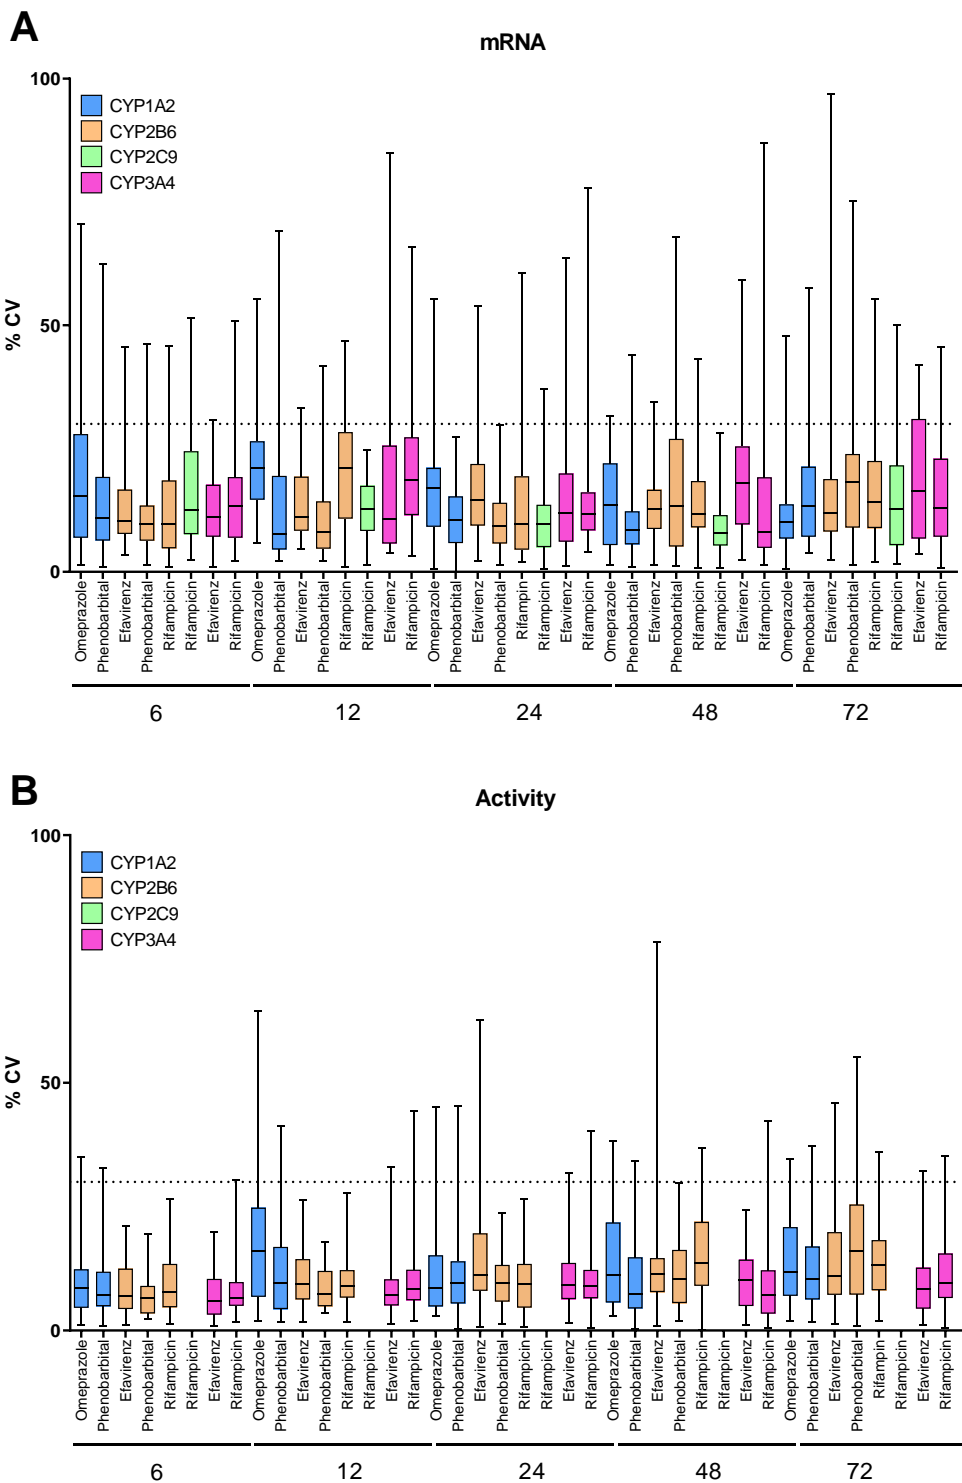 A
mRNA
100
CYP1A2
CYP2B6
CYP2C9
CYP3A4
% CV
50
0
Omeprazole
Phenobarbital
Efavirenz
Phenobarbital
Rifampicin
Rifampicin
Efavirenz
Rifampicin
Omeprazole
Phenobarbital
Efavirenz
Phenobarbital
Rifampicin
Rifampicin
Efavirenz
Rifampicin
Omeprazole
Phenobarbital
Efavirenz
Phenobarbital
Rifampin
Rifampicin
Efavirenz
Rifampicin
Omeprazole
Phenobarbital
Efavirenz
Phenobarbital
Rifampicin
Rifampicin
Efavirenz
Rifampicin
Omeprazole
Phenobarbital
Efavirenz
Phenobarbital
Rifampicin
Rifampicin
Efavirenz
Rifampicin
6 12 24 48 72
B
Activity
100
CYP1A2
CYP2B6
CYP2C9
CYP3A4
% CV
50
0
Omeprazole
Phenobarbital
Efavirenz
Phenobarbital
Rifampicin
Rifampicin
Efavirenz
Rifampicin
Omeprazole
Phenobarbital
Efavirenz
Phenobarbital
Rifampicin
Rifampicin
Efavirenz
Rifampicin
Omeprazole
Phenobarbital
Efavirenz
Phenobarbital
Rifampicin
Rifampicin
Efavirenz
Rifampicin
Omeprazole
Phenobarbital
Efavirenz
Phenobarbital
Rifampicin
Rifampicin
Efavirenz
Rifampicin
Omeprazole
Phenobarbital
Efavirenz
Phenobarbital
Rifampin
Rifampicin
Efavirenz
Rifampicin
6 12 24 48 72